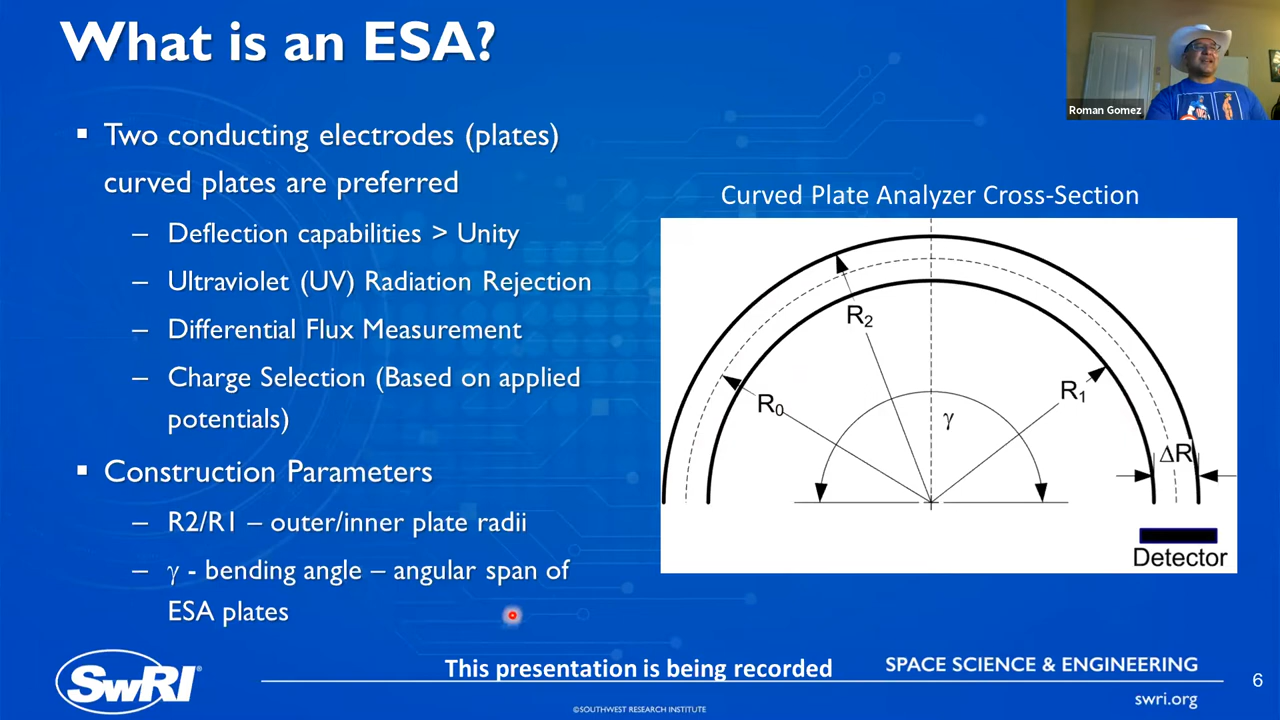 What is an ESA?
Roman Gomez
▪ Two conducting electrodes (plates)
curved plates are preferred
– Deflection capabilities > Unity
– Ultraviolet (UV) Radiation Rejection
– Differential Flux Measurement
– Charge Selection (Based on applied
potentials)
▪ Construction Parameters
– R2/R1 – outer/inner plate radii
– γ - bending angle – angular span of
ESA plates
Curved Plate Analyzer Cross-Section
R₂
R₀
R₁
γ
ΔR
Detector
SwRI®
This presentation is being recorded
SPACE SCIENCE & ENGINEERING
6
swri.org
©SOUTHWEST RESEARCH INSTITUTE